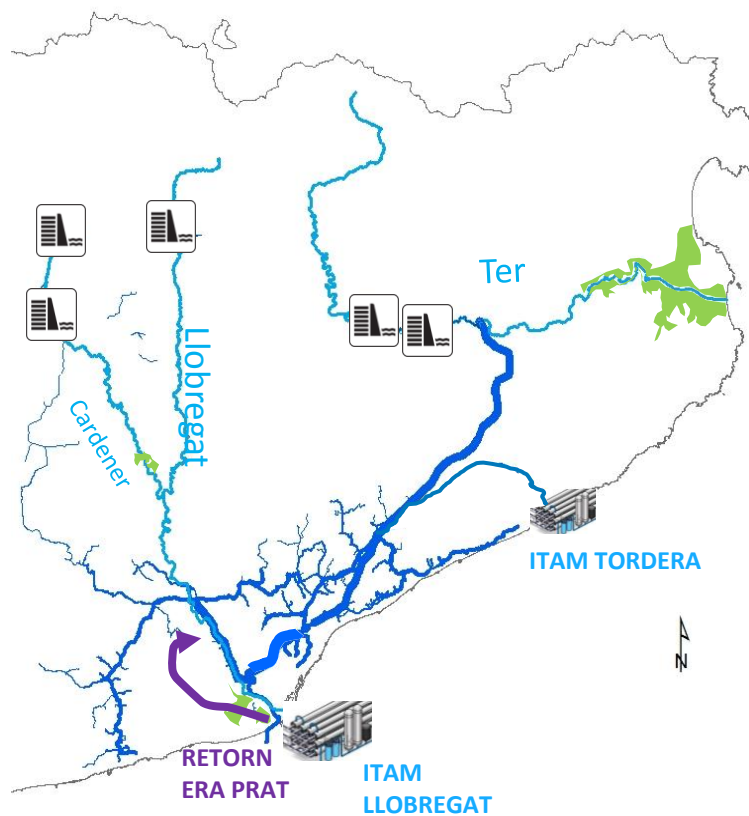 Ter
Llobregat
Cardener
ITAM TORDERA
N
RETORN
ERA PRAT
ITAM
LLOBREGAT